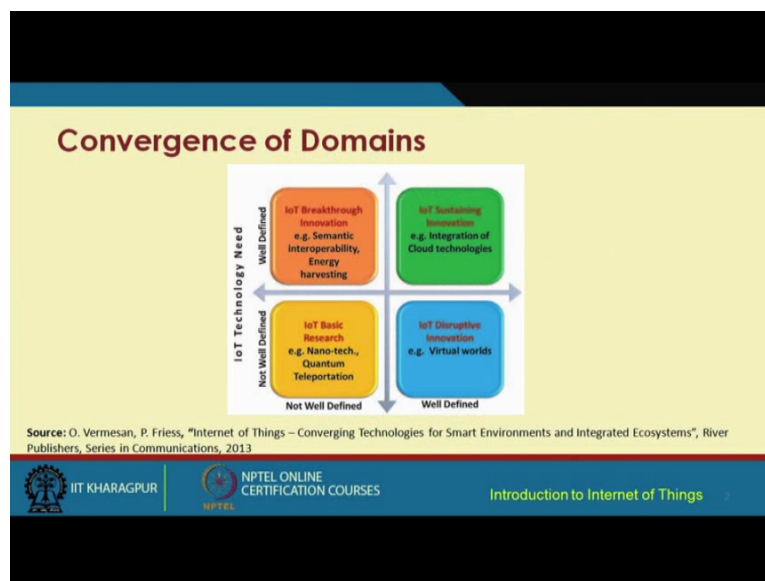 Convergence of Domains
IoT Technology Need
Well Defined
Not Well Defined
IoT Breakthrough
Innovation
e.g. Semantic
interoperability,
Energy
harvesting
IoT Sustaining
Innovation
e.g. Integration of
Cloud technologies
IoT Basic
Research
e.g. Nano-tech.,
Quantum
Teleportation
IoT Disruptive
Innovation
e.g. Virtual worlds
Not Well Defined
Well Defined
Source: O. Vermesan, P. Friess, “Internet of Things – Converging Technologies for Smart Environments and Integrated Ecosystems”, River
Publishers, Series in Communications, 2013
IIT KHARAGPUR
NPTEL
NPTEL ONLINE
CERTIFICATION COURSES
Introduction to Internet of Things
2